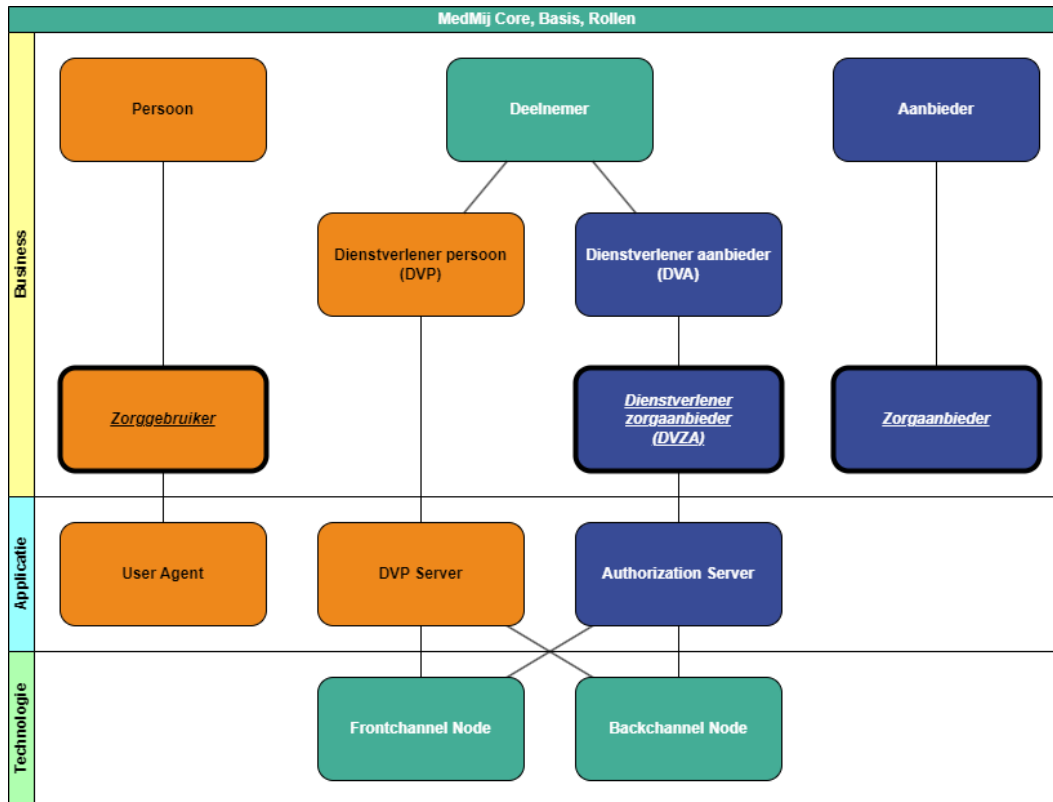 MedMij Core, Basis, Rollen
Business
Persoon
Deelnemer
Aanbieder
Dienstverlener persoon
(DVP)
Dienstverlener aanbieder
(DVA)
Zorggebruiker
Dienstverlener
zorgaanbieder
(DVZA)
Zorgaanbieder
Applicatie
User Agent
DVP Server
Authorization Server
Technologie
Frontchannel Node
Backchannel Node